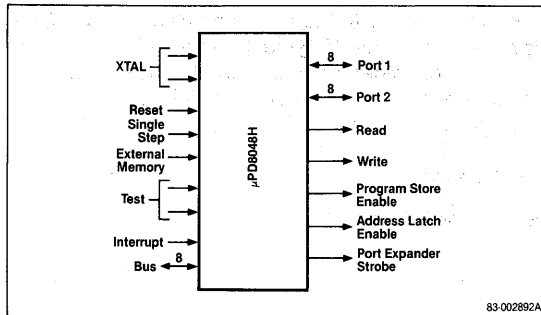 XTAL
Reset
Single
Step
External
Memory
Test
Interrupt
Bus
8
μPD8048H
8
Port 1
8
Port 2
Read
Write
Program Store
Enable
Address Latch
Enable
Port Expander
Strobe
83-002892A